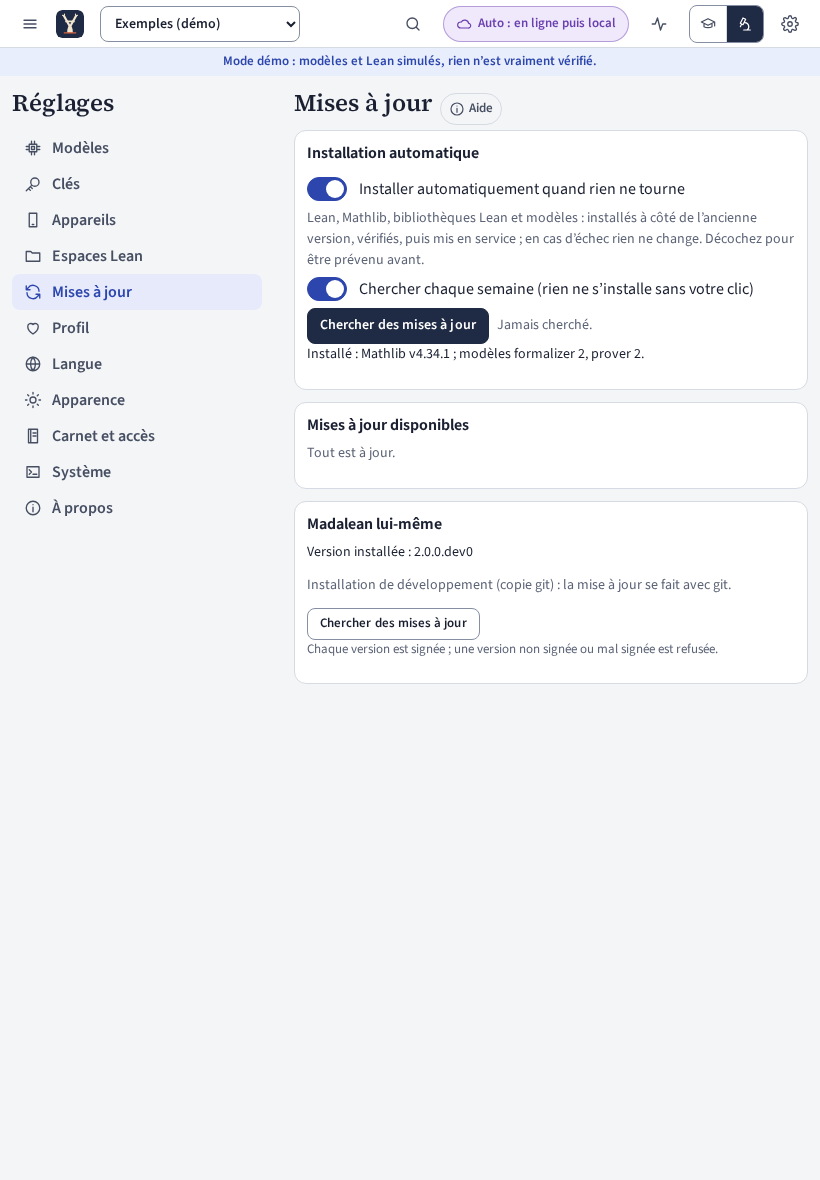 Exemples (démo)
Auto : en ligne puis local
Mode démo : modèles et Lean simulés, rien n’est vraiment vérifié.
Réglages
Modèles
Clés
Appareils
Espaces Lean
Mises à jour
Profil
Langue
Apparence
Carnet et accès
Système
À propos
Mises à jour
Aide
Installation automatique
Installer automatiquement quand rien ne tourne
Lean, Mathlib, bibliothèques Lean et modèles : installés à côté de l’ancienne
version, vérifiés, puis mis en service ; en cas d’échec rien ne change. Décochez pour
être prévenu avant.
Chercher chaque semaine (rien ne s’installe sans votre clic)
Chercher des mises à jour
Jamais cherché.
Installé : Mathlib v4.34.1 ; modèles formalizer 2, prover 2.
Mises à jour disponibles
Tout est à jour.
Madalean lui-même
Version installée : 2.0.0.dev0
Installation de développement (copie git) : la mise à jour se fait avec git.
Chercher des mises à jour
Chaque version est signée ; une version non signée ou mal signée est refusée.